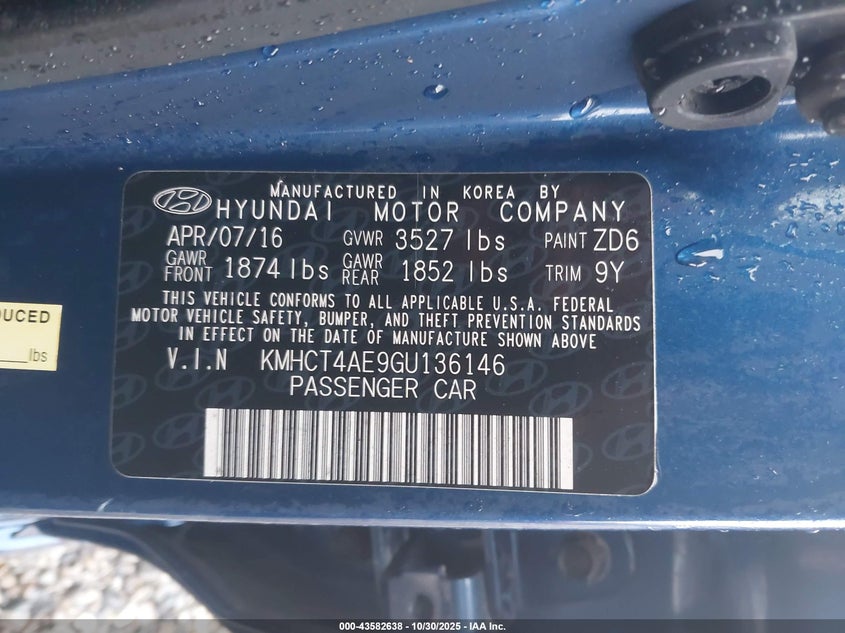 MANUFACTURED IN KOREA BY
HYUNDAI MOTOR COMPANY
APR/07/16 GVWR 3527 lbs PAINT ZD6
GAWR FRONT 1874 lbs GAWR REAR 1852 lbs TRIM 9Y
THIS VEHICLE CONFORMS TO ALL APPLICABLE U.S.A. FEDERAL
MOTOR VEHICLE SAFETY, BUMPER, AND THEFT PREVENTION STANDARDS
IN EFFECT ON THE DATE OF MANUFACTURE SHOWN ABOVE
V.I.N KMHCT4AE9GU136146
PASSENGER CAR
lbs
000-43582638 - 10/30/2025 - IAA Inc.